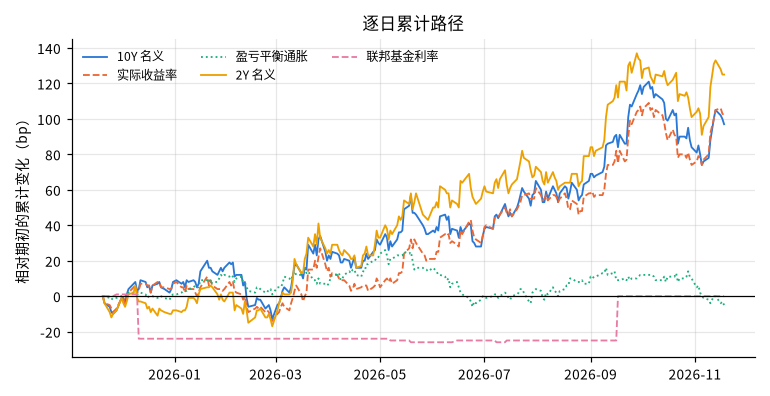 逐日累计路径
10Y 名义
实际收益率
盈亏平衡通胀
2Y 名义
联邦基金利率
相对期初的累计变化（bp）
140
120
100
80
60
40
20
0
-20
2026-01
2026-03
2026-05
2026-07
2026-09
2026-11